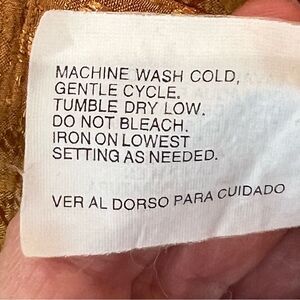 MACHINE WASH COLD,
GENTLE CYCLE.
TUMBLE DRY LOW.
DO NOT BLEACH.
IRON ON LOWEST
SETTING AS NEEDED.
VER AL DORSO PARA CUIDADO